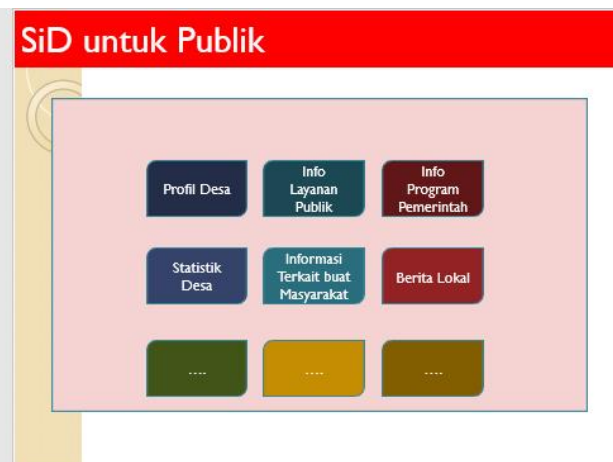 SiD untuk Publik
Profil Desa
Info
Layanan
Publik
Info
Program
Pemerintah
Statistik
Desa
Informasi
Terkait buat
Masyarakat
Berita Lokal
....
....
....